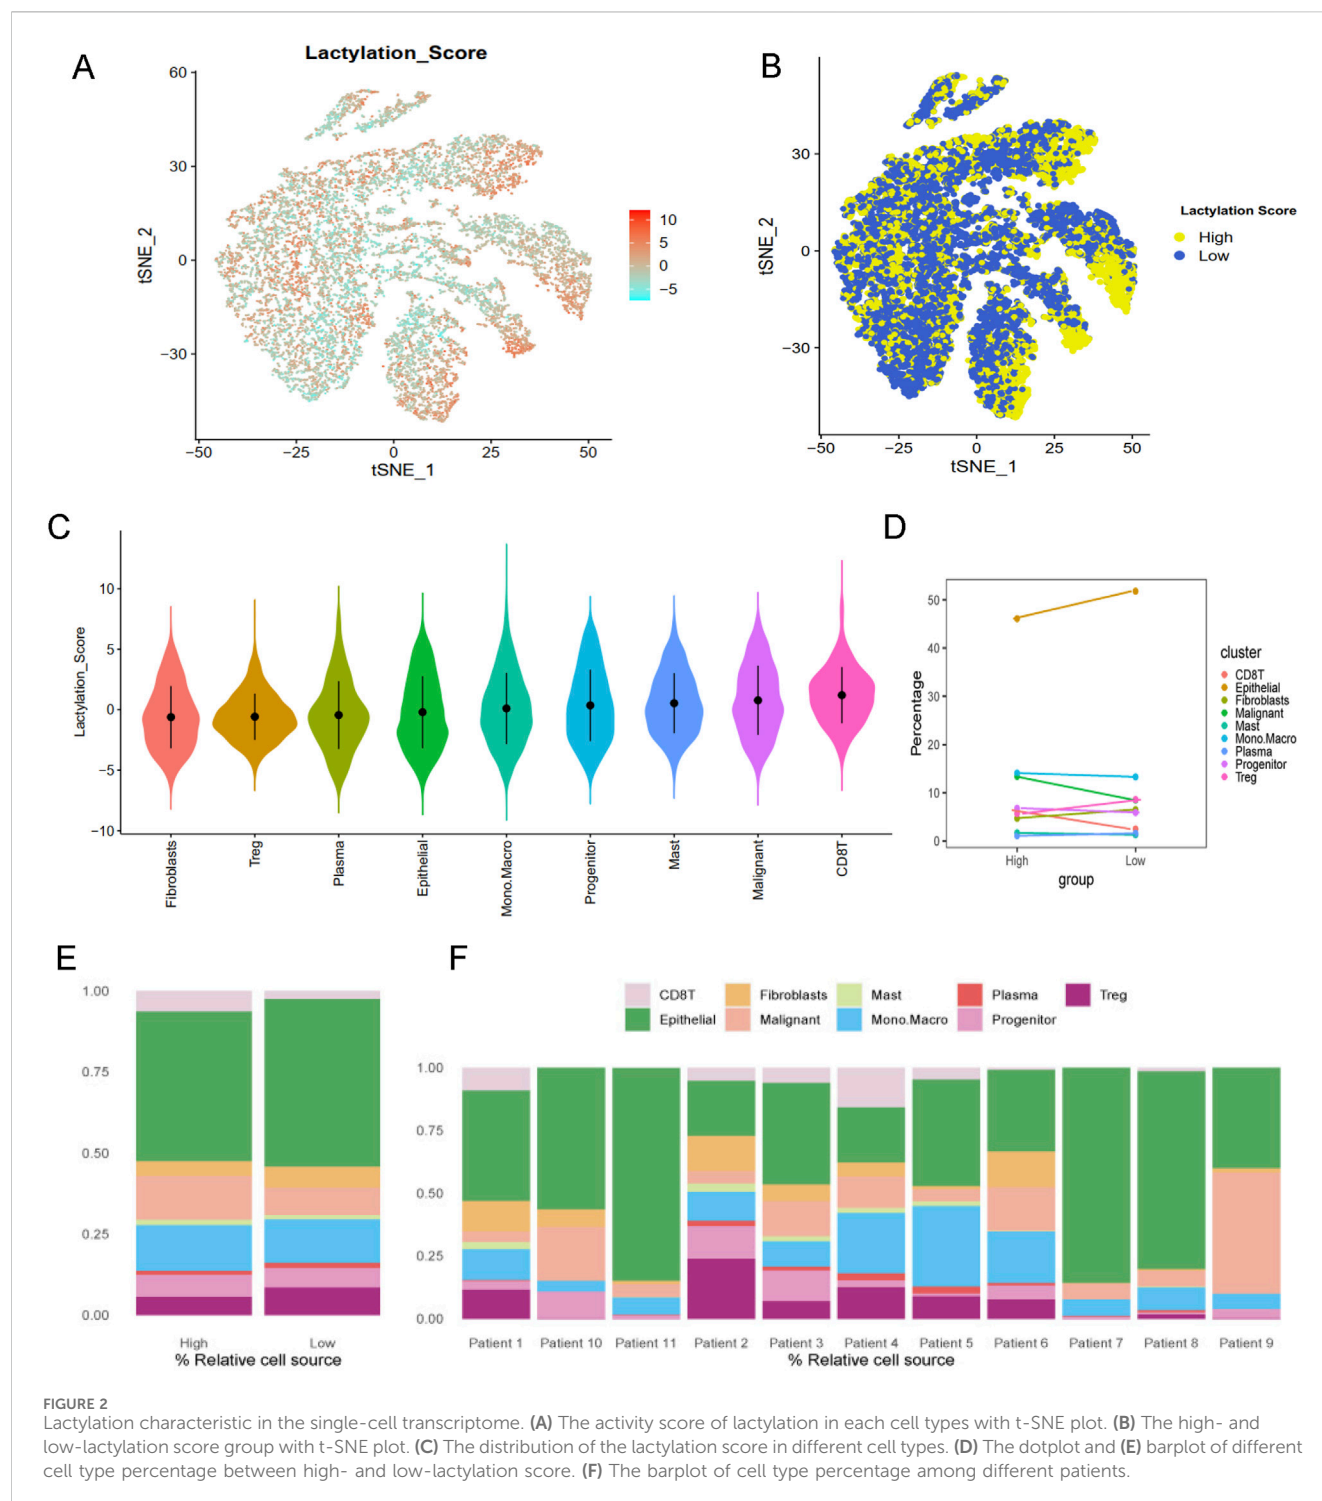 A
Lactylation_Score
60
30
0
−30
tSNE_2
−50
−25
0
25
50
tSNE_1
10
5
0
−5
B
30
0
−30
tSNE_2
−50
−25
0
25
50
tSNE_1
Lactylation Score
High
Low
C
10
5
0
−5
−10
Lactylation_Score
Fibroblasts
Treg
Plasma
Epithelial
Mono.Macro
Progenitor
Mast
Malignant
CD8T
D
50
40
30
20
10
0
Percentage
High
Low
group
cluster
CD8T
Epithelial
Fibroblasts
Malignant
Mast
Mono.Macro
Plasma
Progenitor
Treg
E
1.00
0.75
0.50
0.25
0.00
High
Low
% Relative cell source
F
CD8T
Fibroblasts
Mast
Plasma
Treg
Epithelial
Malignant
Mono.Macro
Progenitor
1.00
0.75
0.50
0.25
0.00
Patient 1
Patient 10
Patient 11
Patient 2
Patient 3
Patient 4
Patient 5
Patient 6
Patient 7
Patient 8
Patient 9
% Relative cell source
FIGURE 2
Lactylation characteristic in the single-cell transcriptome. (A) The activity score of lactylation in each cell types with t-SNE plot. (B) The high- and
low-lactylation score group with t-SNE plot. (C) The distribution of the lactylation score in different cell types. (D) The dotplot and (E) barplot of different
cell type percentage between high- and low-lactylation score. (F) The barplot of cell type percentage among different patients.